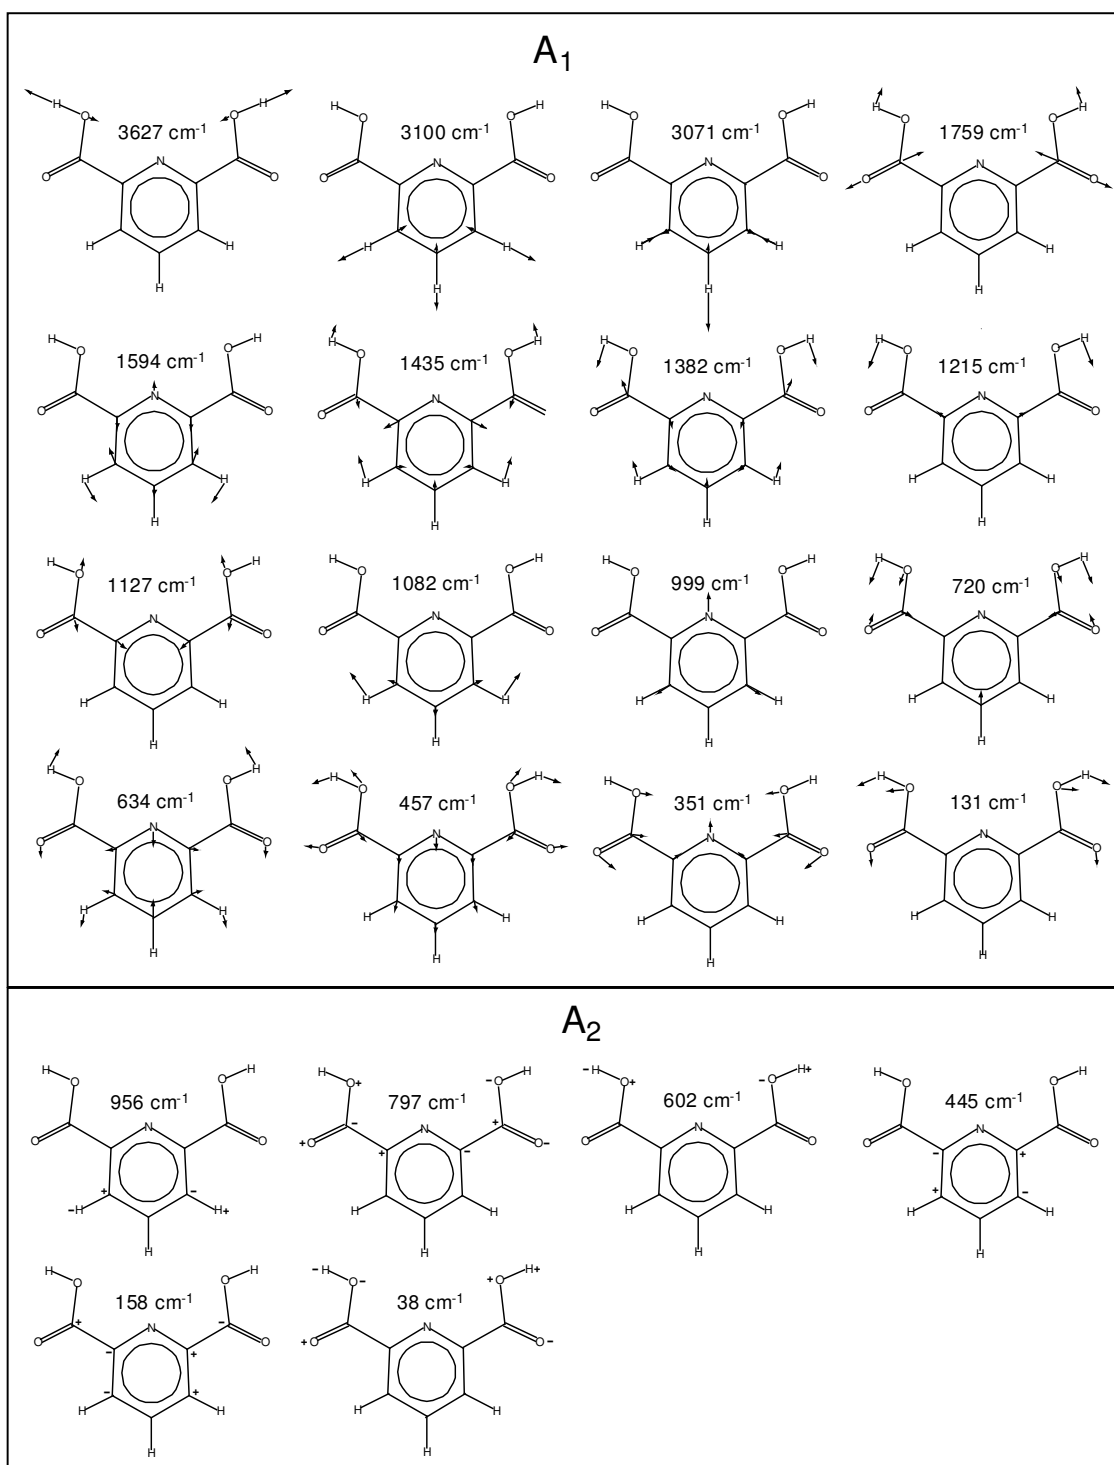 A₁
H O O H H O O H H O O H H O O H
3627 cm⁻¹ 3100 cm⁻¹ 3071 cm⁻¹ 1759 cm⁻¹
N N N N
O O O O O O O O
H H H H H H H H
H H H H
H O O H H O O H H O O H H O O H
1594 cm⁻¹ 1435 cm⁻¹ 1382 cm⁻¹ 1215 cm⁻¹
N N N N
O O O O O O O
H H H H H H H H
H H H H
H O O H H O O H H O O H H O O H
1127 cm⁻¹ 1082 cm⁻¹ 999 cm⁻¹ 720 cm⁻¹
N N N N
O O O O O O O O
H H H H H H H H
H H H H
H O O H H O O H H O O H H O O H
634 cm⁻¹ 457 cm⁻¹ 351 cm⁻¹ 131 cm⁻¹
N N N N
O O O O O O O O
H H H H H H H H
H H H H
A₂
H O O H H O+ -O H -H O+ -O H+ H O O H
956 cm⁻¹ 797 cm⁻¹ 602 cm⁻¹ 445 cm⁻¹
N - N + N N
O O +O O- O O O O
+ - - +
+ - + -
-H H+ H H H H H H
H H H H
H O O H -H O- +O H+
158 cm⁻¹ 38 cm⁻¹
+ N - N
O O +O O-
- +
- +
H H H H
H H